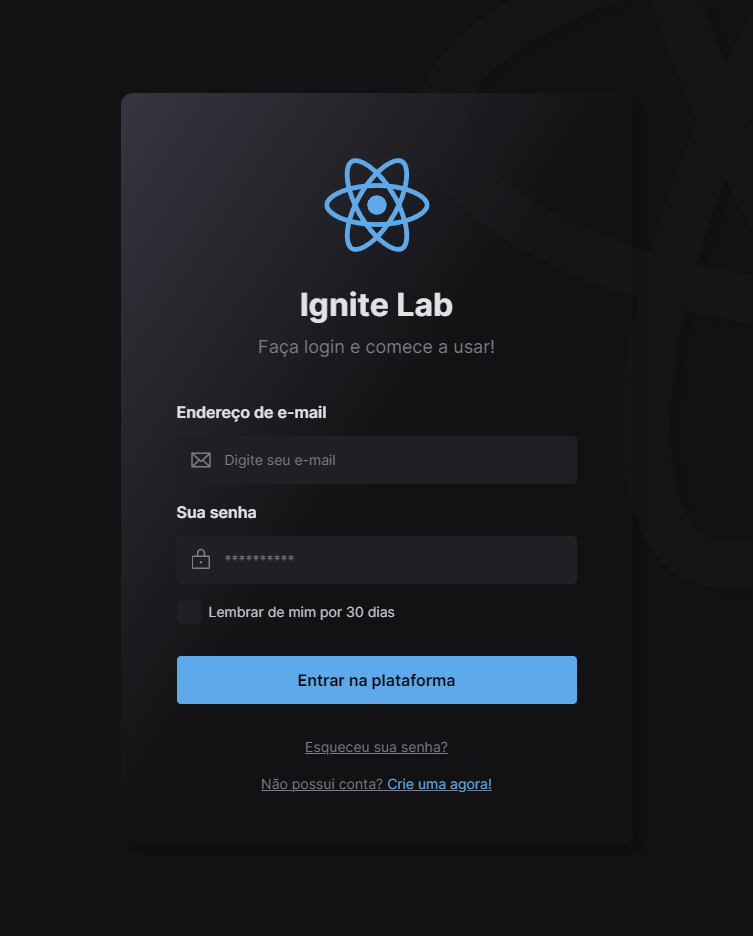 Ignite Lab
Faça login e comece a usar!
Endereço de e-mail
Digite seu e-mail
Sua senha
**********
Lembrar de mim por 30 dias
Entrar na plataforma
Esqueceu sua senha?
Não possui conta? Crie uma agora!